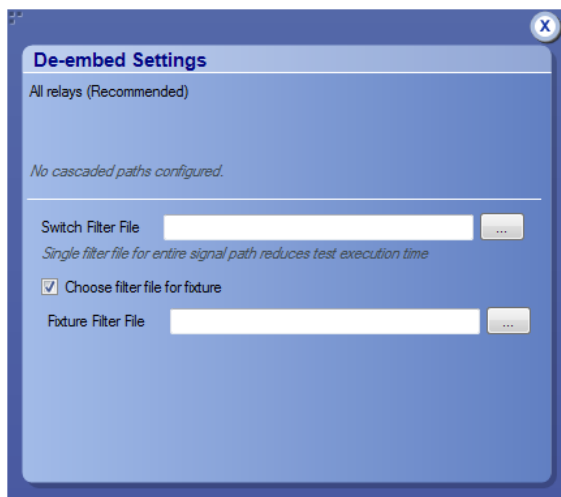 X
De-embed Settings
All relays (Recommended)
No cascaded paths configured.
Switch Filter File
...
Single filter file for entire signal path reduces test execution time
Choose filter file for fixture
Fixture Filter File
...